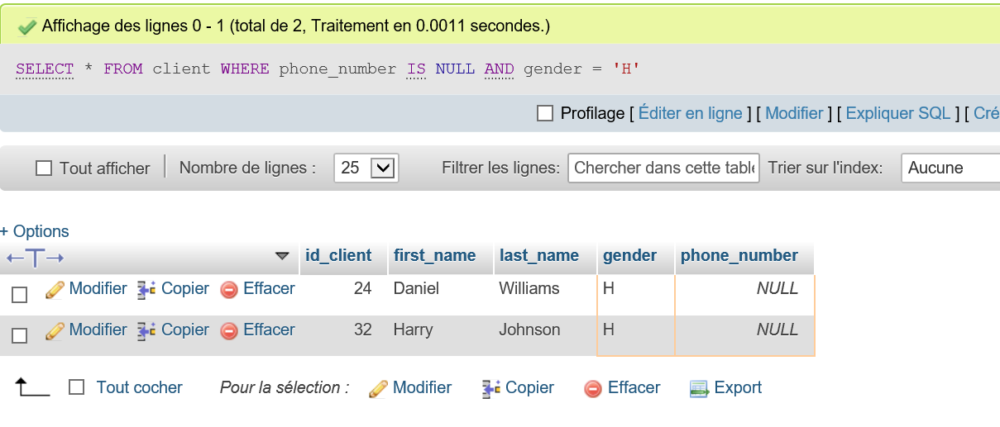 Affichage des lignes 0 - 1 (total de 2, Traitement en 0.0011 secondes.)
SELECT * FROM client WHERE phone_number IS NULL AND gender = 'H'
Profilage [ Éditer en ligne ] [ Modifier ] [ Expliquer SQL ] [ Cré
Tout afficher Nombre de lignes : 25 Filtrer les lignes: Chercher dans cette table Trier sur l'index: Aucune
+ Options
←T→ id_client first_name last_name gender phone_number
Modifier Copier Effacer 24 Daniel Williams H NULL
Modifier Copier Effacer 32 Harry Johnson H NULL
Tout cocher Pour la sélection : Modifier Copier Effacer Export